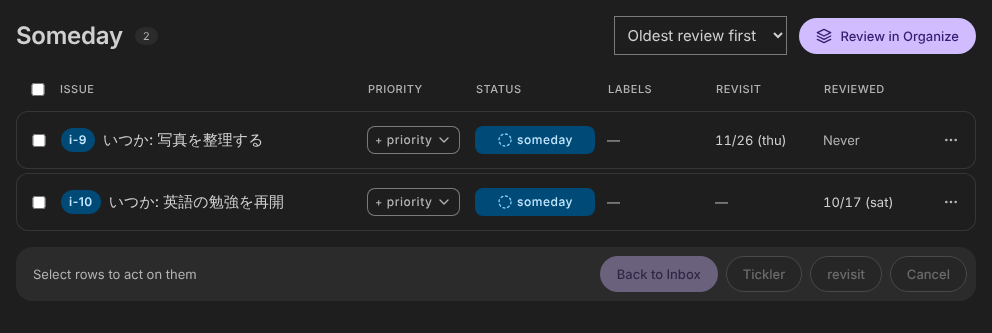 Someday 2 Oldest review first Review in Organize
ISSUE PRIORITY STATUS LABELS REVISIT REVIEWED
i-9 いつか: 写真を整理する + priority someday — 11/26 (thu) Never ...
i-10 いつか: 英語の勉強を再開 + priority someday — — 10/17 (sat) ...
Select rows to act on them Back to Inbox Tickler revisit Cancel